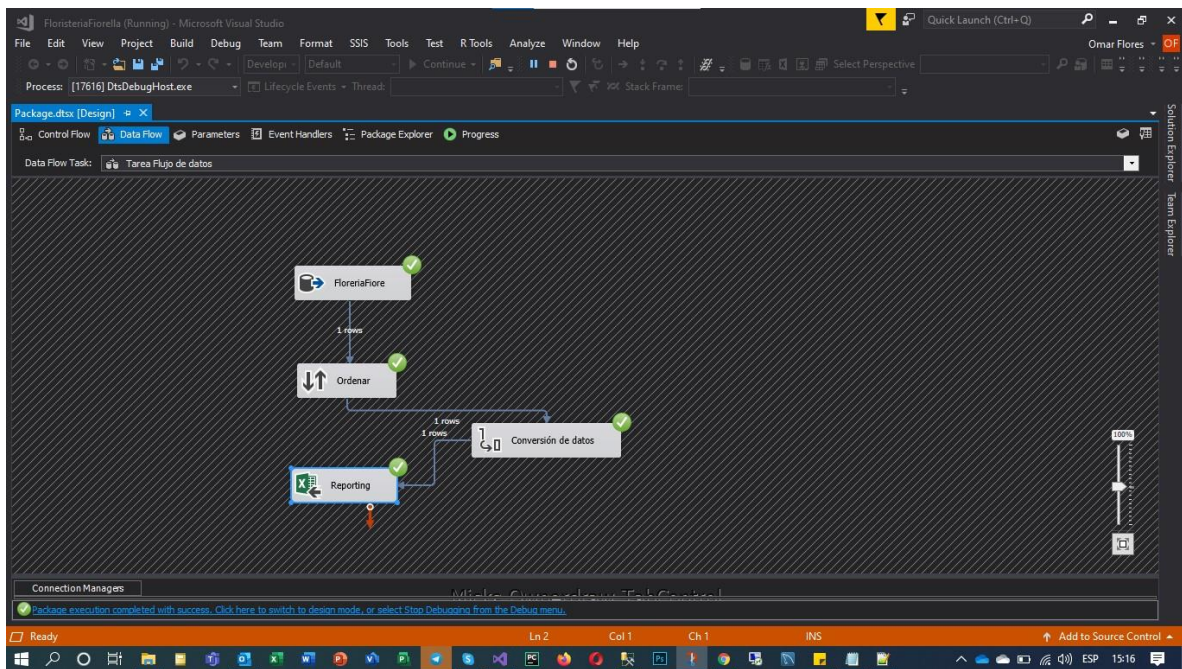 FloristeriaFiorella (Running) - Microsoft Visual Studio
Quick Launch (Ctrl+Q)
File Edit View Project Build Debug Team Format SSIS Tools Test R Tools Analyze Window Help
Omar Flores OF
Develop Default Continue Select Perspective
Process: [17616] DtsDebugHost.exe Lifecycle Events Thread: Stack Frame:
Package.dtsx [Design]
Control Flow Data Flow Parameters Event Handlers Package Explorer Progress
Data Flow Task: Tarea Flujo de datos
Solution Explorer
Team Explorer
FloreriaFiore
1 rows
Ordenar
1 rows
1 rows
Conversión de datos
100%
Reporting
Connection Managers
Package execution completed with success. Click here to switch to design mode, or select Stop Debugging from the Debug menu.
Ready Ln 2 Col 1 Ch 1 INS Add to Source Control
ESP 15:16